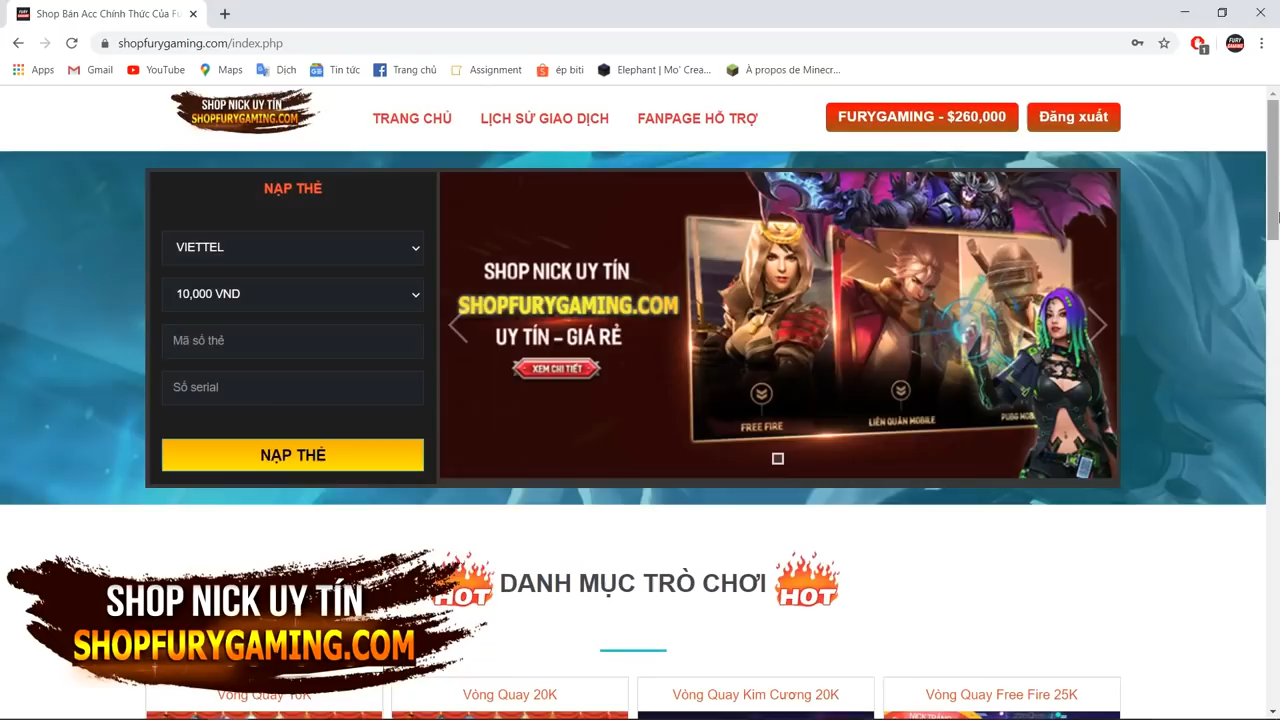 Shop Bán Acc Chính Thức Của Fu
shopfurygaming.com/index.php
1
Apps
Gmail
YouTube
Maps
Dịch
Tin tức
Trang chủ
Assignment
ép biti
Elephant | Mo' Crea...
À propos de Minecr...
SHOP NICK UY TÍN
SHOPFURYGAMING.COM
TRANG CHỦ
LỊCH SỬ GIAO DỊCH
FANPAGE HỖ TRỢ
FURYGAMING - $260,000
Đăng xuất
NẠP THẺ
VIETTEL
10,000 VND
Mã số thẻ
Số serial
NẠP THẺ
SHOP NICK UY TÍN
SHOPFURYGAMING.COM
UY TÍN - GIÁ RẺ
XEM CHI TIẾT
FREE FIRE
LIÊN QUÂN MOBILE
PUBG MOBI
HOT DANH MỤC TRÒ CHƠI HOT
SHOP NICK UY TÍN
SHOPFURYGAMING.COM
Vòng Quay 10K
Vòng Quay 20K
Vòng Quay Kim Cương 20K
Vòng Quay Free Fire 25K